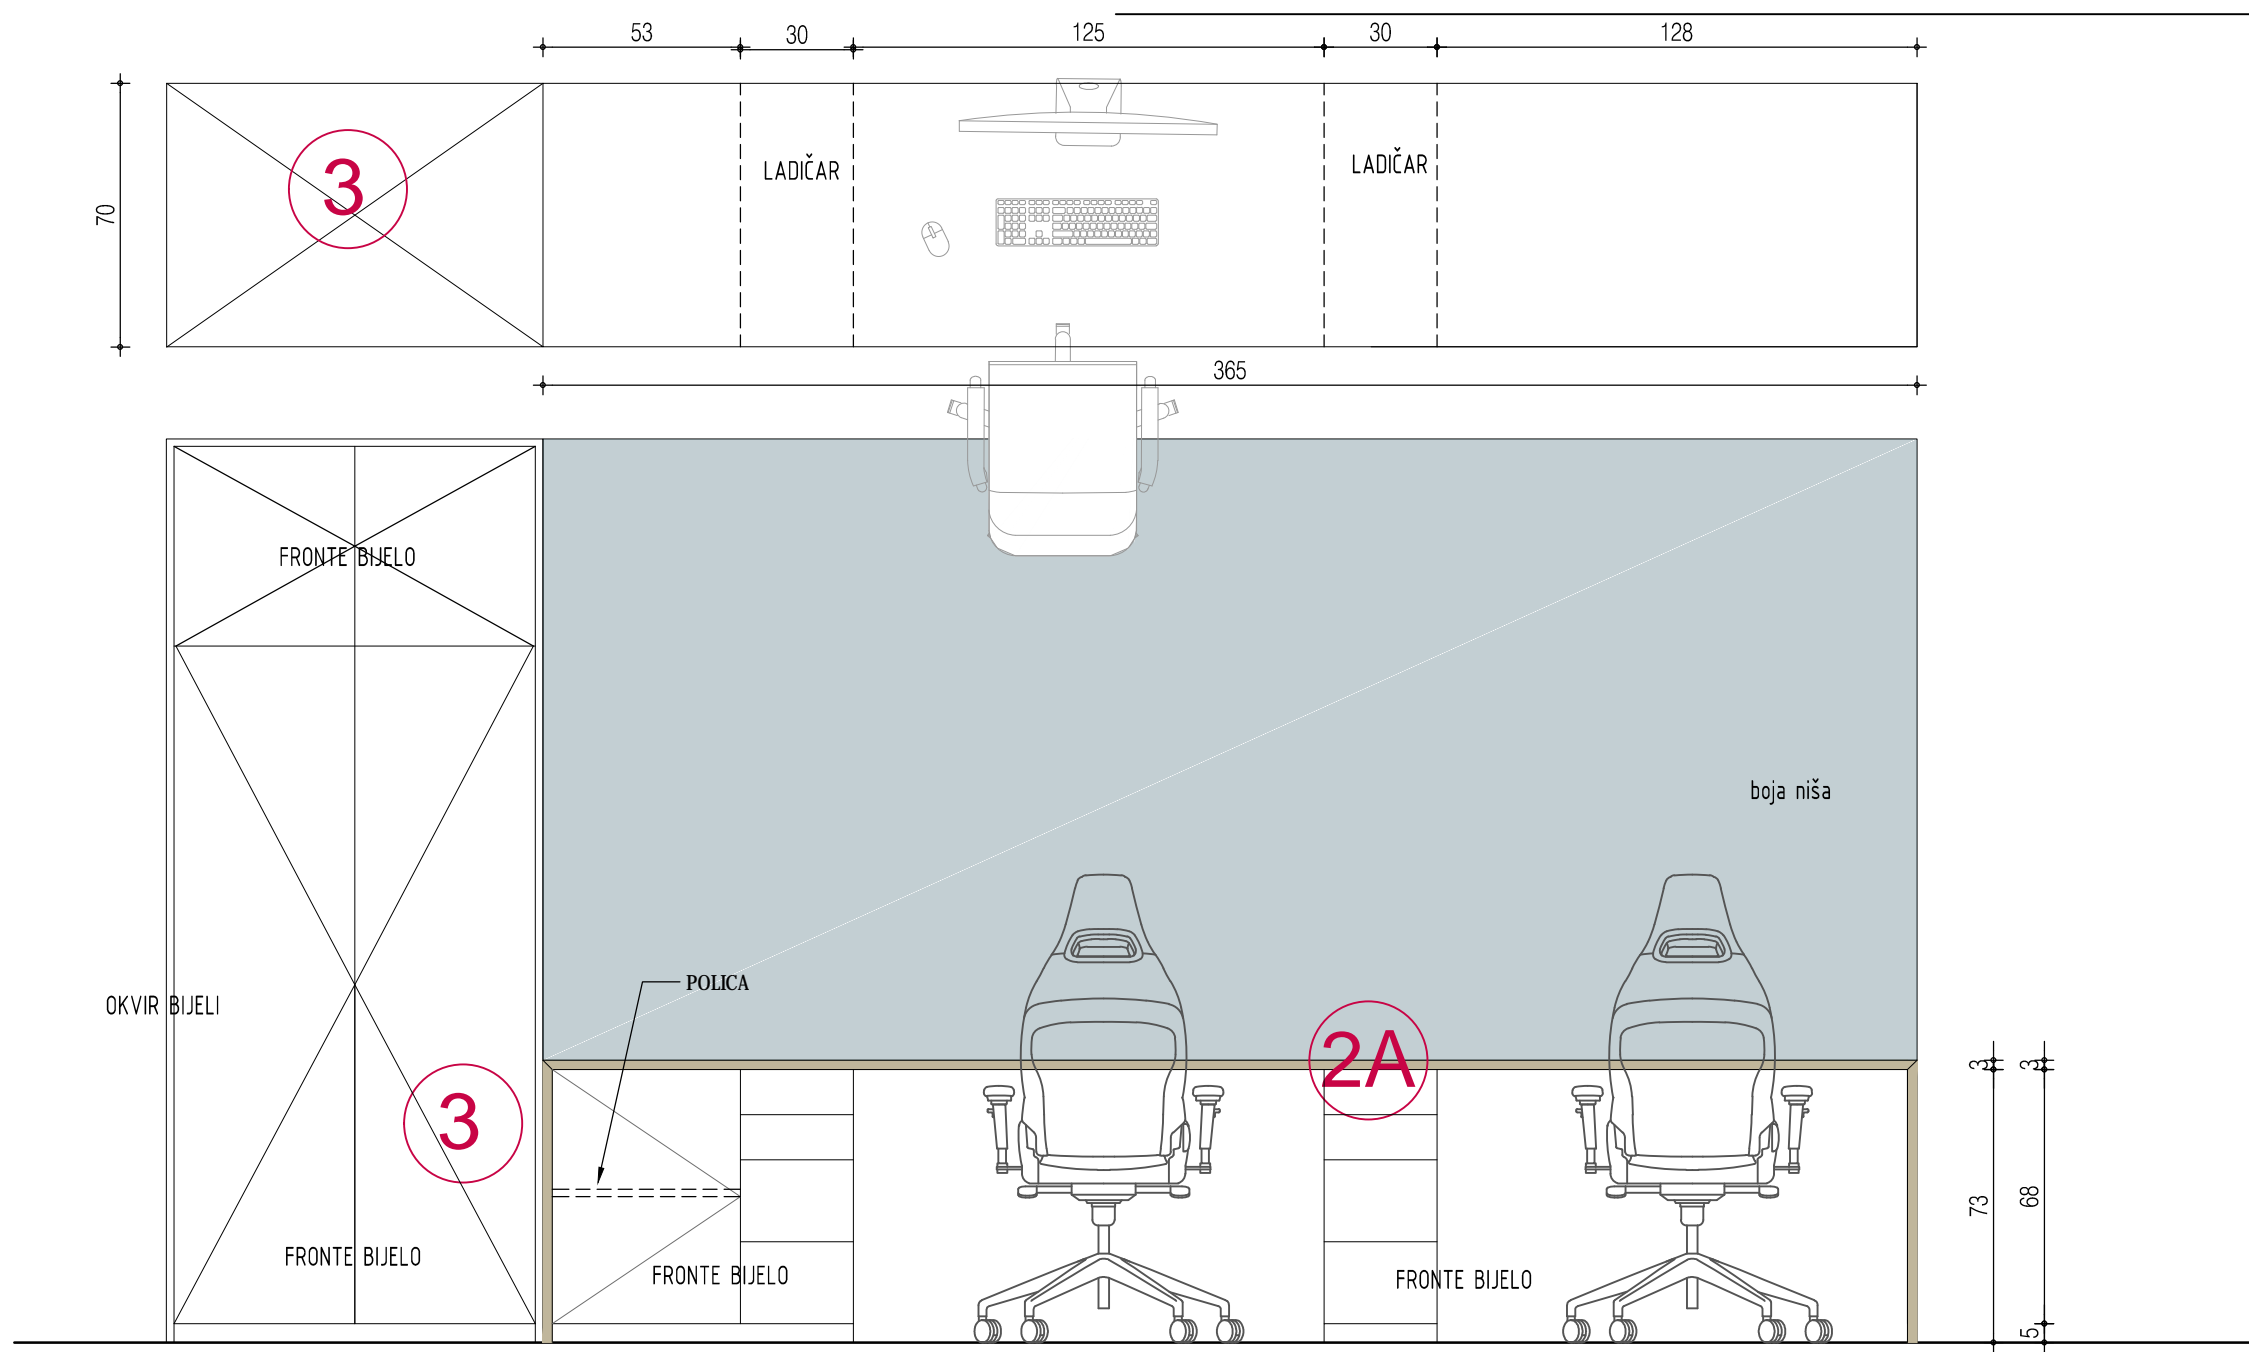 53
30
125
30
128
3
LADIČAR
LADIČAR
70
365
FRONTE BIJELO
boja niša
POLICA
OKVIR BIJELI
2A
3
3
3
73
68
FRONTE BIJELO
FRONTE BIJELO
FRONTE BIJELO
5